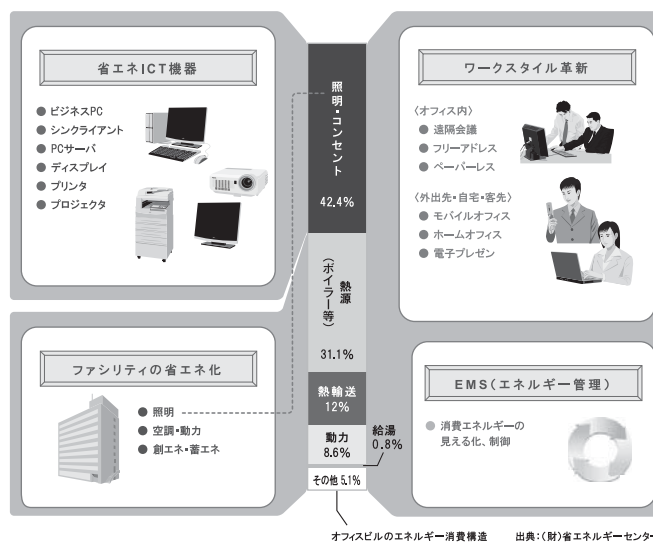 省エネICT機器
● ビジネスPC
● シンクライアント
● PCサーバ
● ディスプレイ
● プリンタ
● プロジェクタ
ファシリティの省エネ化
● 照明
● 空調・動力
● 創エネ・蓄エネ
照明・コンセント
42.4%
熱源
(ボイラー等)
31.1%
熱輸送
12%
給湯
0.8%
動力
8.6%
その他 5.1%
ワークスタイル革新
〈オフィス内〉
● 遠隔会議
● フリーアドレス
● ペーパーレス
〈外出先・自宅・客先〉
● モバイルオフィス
● ホームオフィス
● 電子プレゼン
EMS(エネルギー管理)
● 消費エネルギーの
見える化、制御
オフィスビルのエネルギー消費構造
出典:(財)省エネルギーセンター